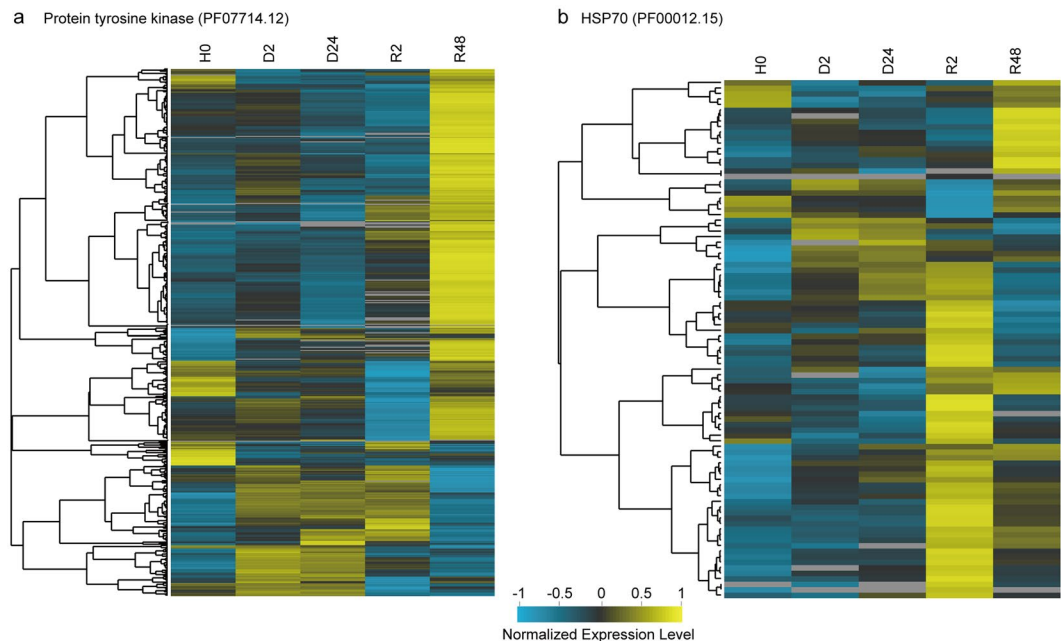 a Protein tyrosine kinase (PF07714.12)
H0 D2 D24 R2 R48
b HSP70 (PF00012.15)
H0 D2 D24 R2 R48
-1 -0.5 0 0.5 1
Normalized Expression Level